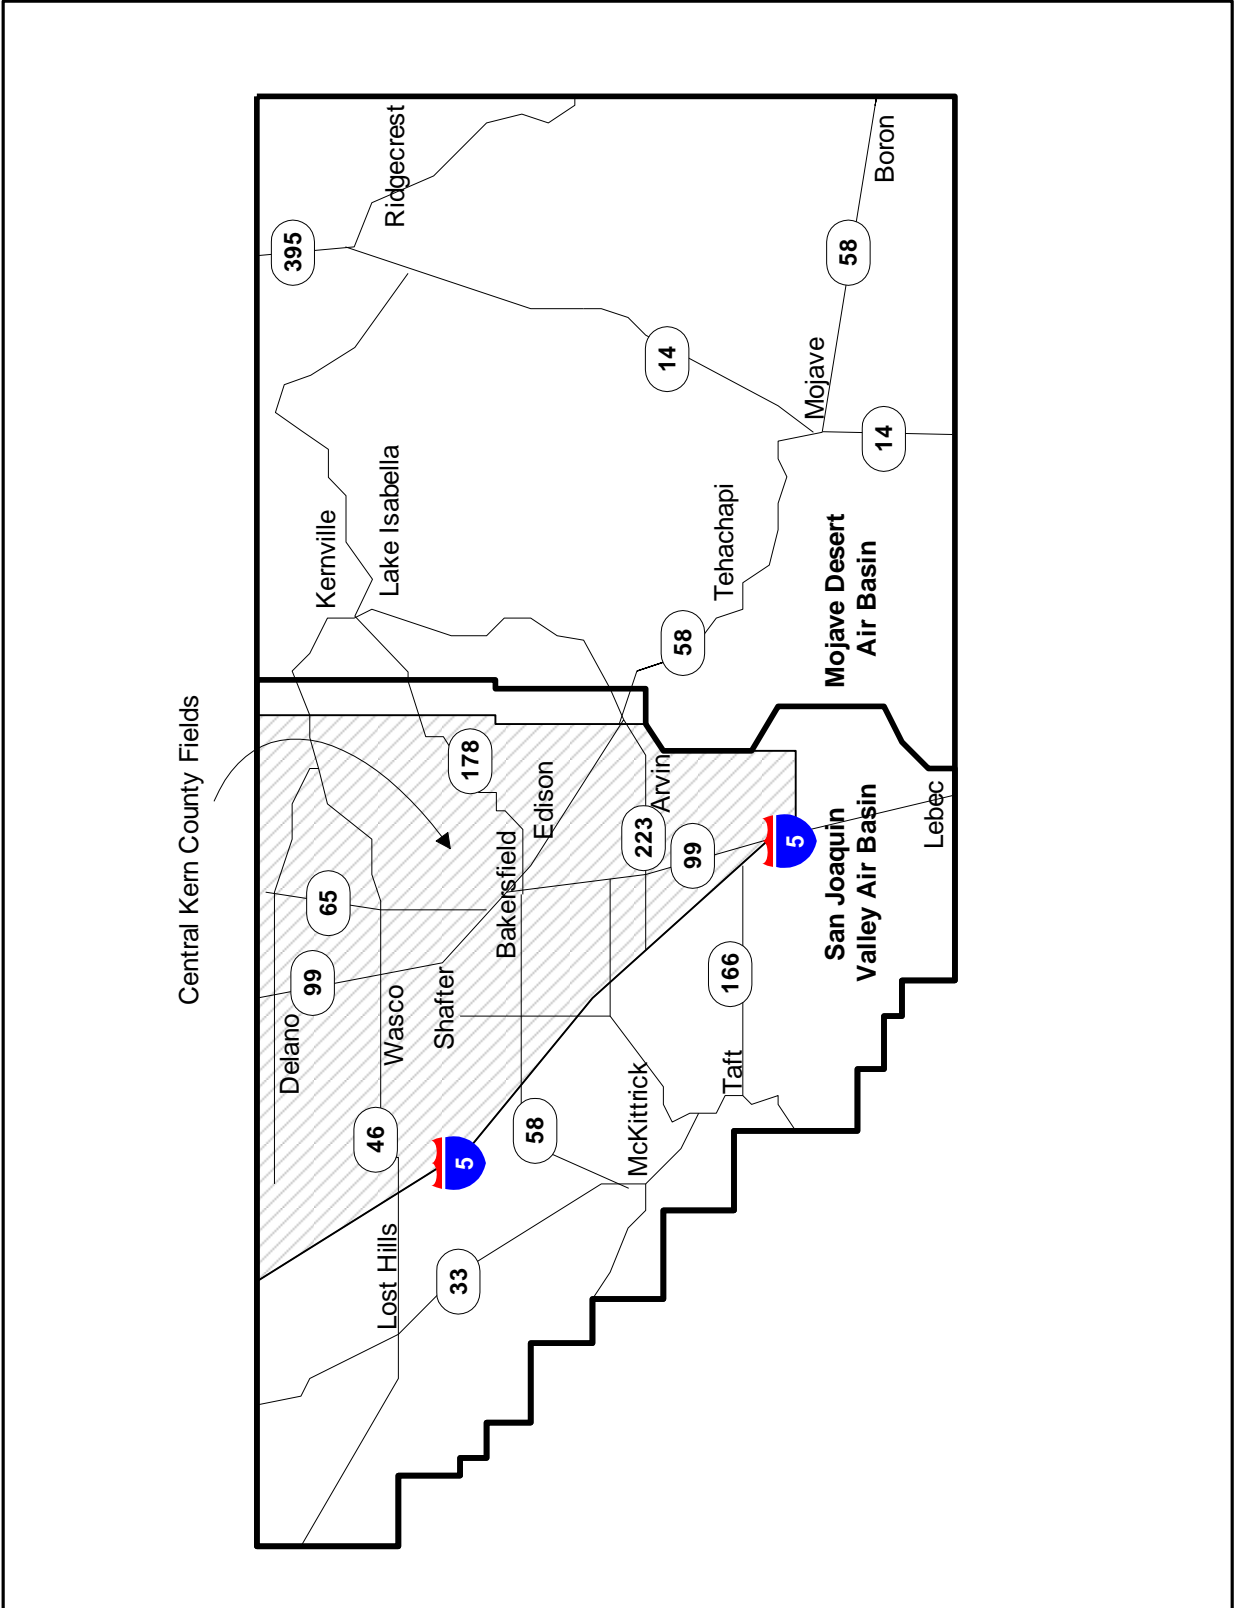 Central Kern County Fields
Delano
Wasco
Shafter
Lost Hills
Bakersfield
Edison
Arvin
McKittrick
Taft
Lebec
Kernville
Lake Isabella
Ridgecrest
Tehachapi
Mojave
Boron
San Joaquin
Valley Air Basin
Mojave Desert
Air Basin
395
14
58
14
58
178
65
99
223
99
5
166
46
5
58
33